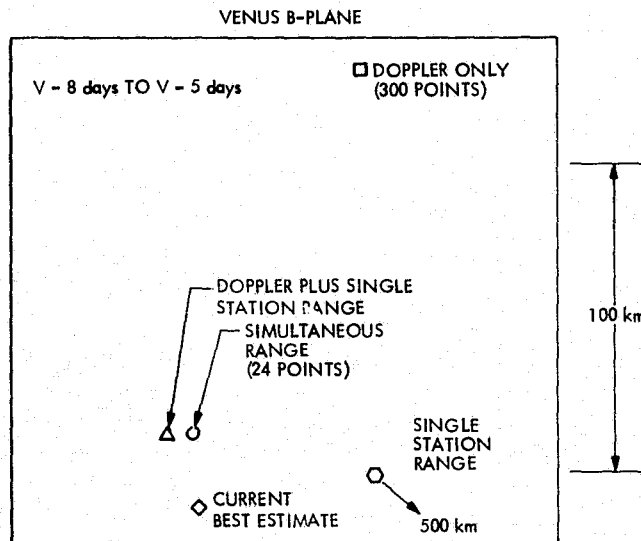 VENUS B-PLANE
V - 8 days TO V - 5 days
DOPPLER ONLY
(300 POINTS)
DOPPLER PLUS SINGLE
STATION RANGE
SIMULTANEOUS
RANGE
(24 POINTS)
100 km
SINGLE
STATION
RANGE
CURRENT
BEST ESTIMATE
500 km